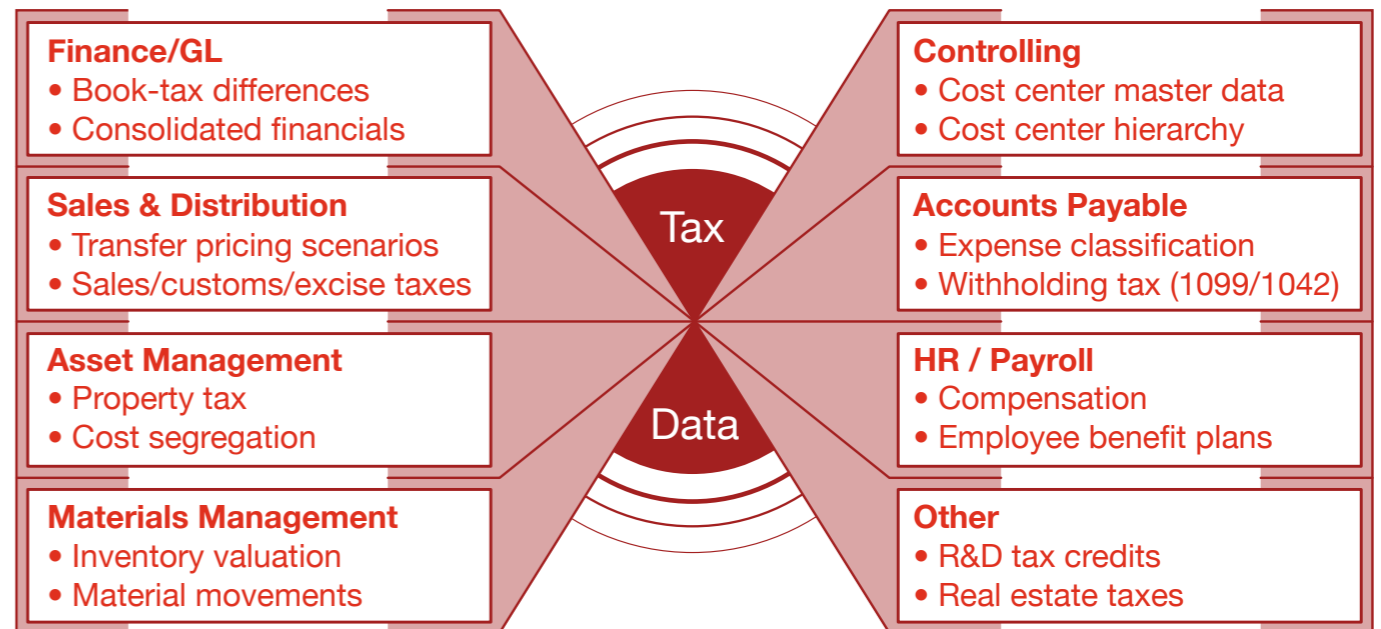 Finance/GL
• Book-tax differences
• Consolidated financials
Sales & Distribution
• Transfer pricing scenarios
• Sales/customs/excise taxes
Asset Management
• Property tax
• Cost segregation
Materials Management
• Inventory valuation
• Material movements
Tax
Data
Controlling
• Cost center master data
• Cost center hierarchy
Accounts Payable
• Expense classification
• Withholding tax (1099/1042)
HR / Payroll
• Compensation
• Employee benefit plans
Other
• R&D tax credits
• Real estate taxes